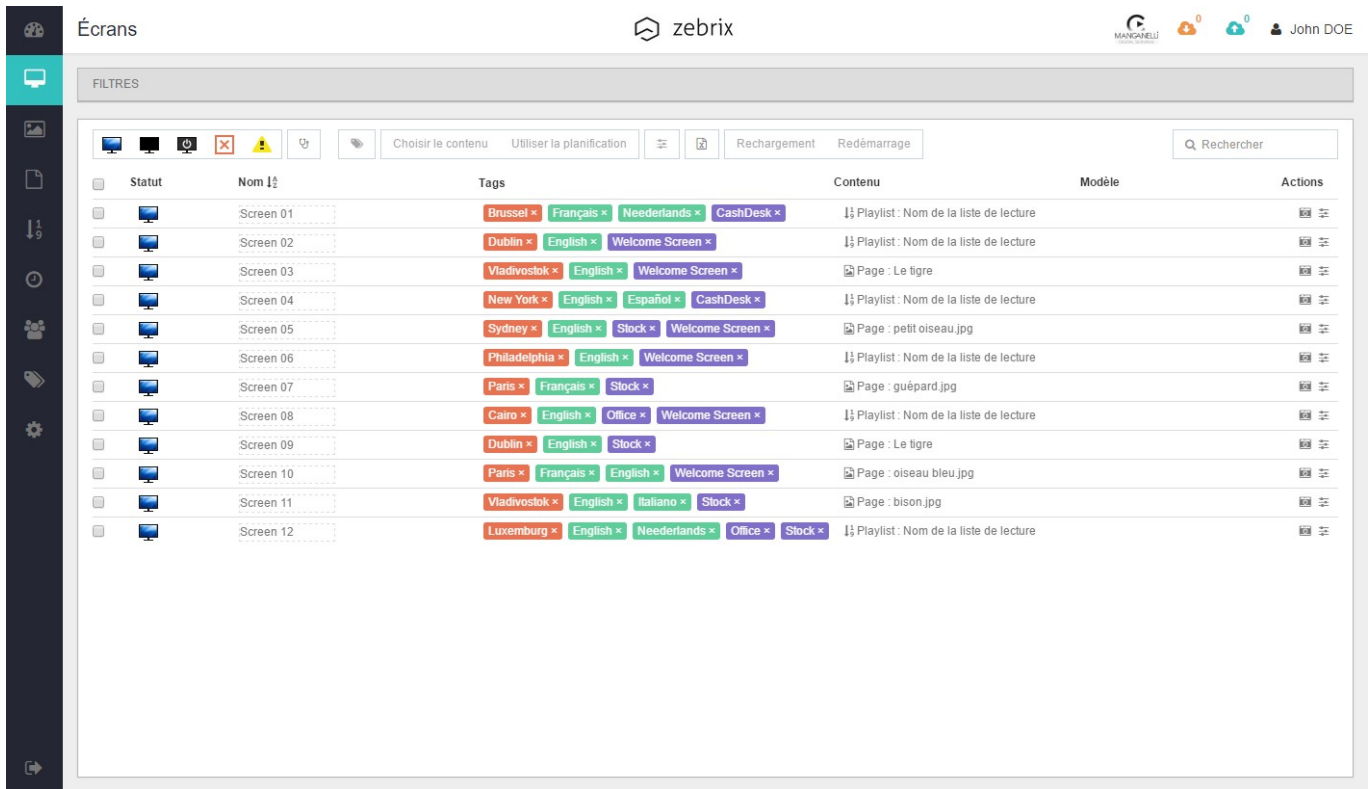 Écrans zebrix MANGANELLI 0 0 John DOE
FILTRES
Choisir le contenu Utiliser la planification Rechargement Redémarrage Rechercher
Statut Nom Tags Contenu Modèle Actions
Screen 01 Brussel × Français × Neederlands × CashDesk × Playlist : Nom de la liste de lecture
Screen 02 Dublin × English × Welcome Screen × Playlist : Nom de la liste de lecture
Screen 03 Vladivostok × English × Welcome Screen × Page : Le tigre
Screen 04 New York × English × Español × CashDesk × Playlist : Nom de la liste de lecture
Screen 05 Sydney × English × Stock × Welcome Screen × Page : petit oiseau.jpg
Screen 06 Philadelphia × English × Welcome Screen × Playlist : Nom de la liste de lecture
Screen 07 Paris × Français × Stock × Page : guépard.jpg
Screen 08 Cairo × English × Office × Welcome Screen × Playlist : Nom de la liste de lecture
Screen 09 Dublin × English × Stock × Page : Le tigre
Screen 10 Paris × Français × English × Welcome Screen × Page : oiseau bleu.jpg
Screen 11 Vladivostok × English × Italiano × Stock × Page : bison.jpg
Screen 12 Luxemburg × English × Neederlands × Office × Stock × Playlist : Nom de la liste de lecture